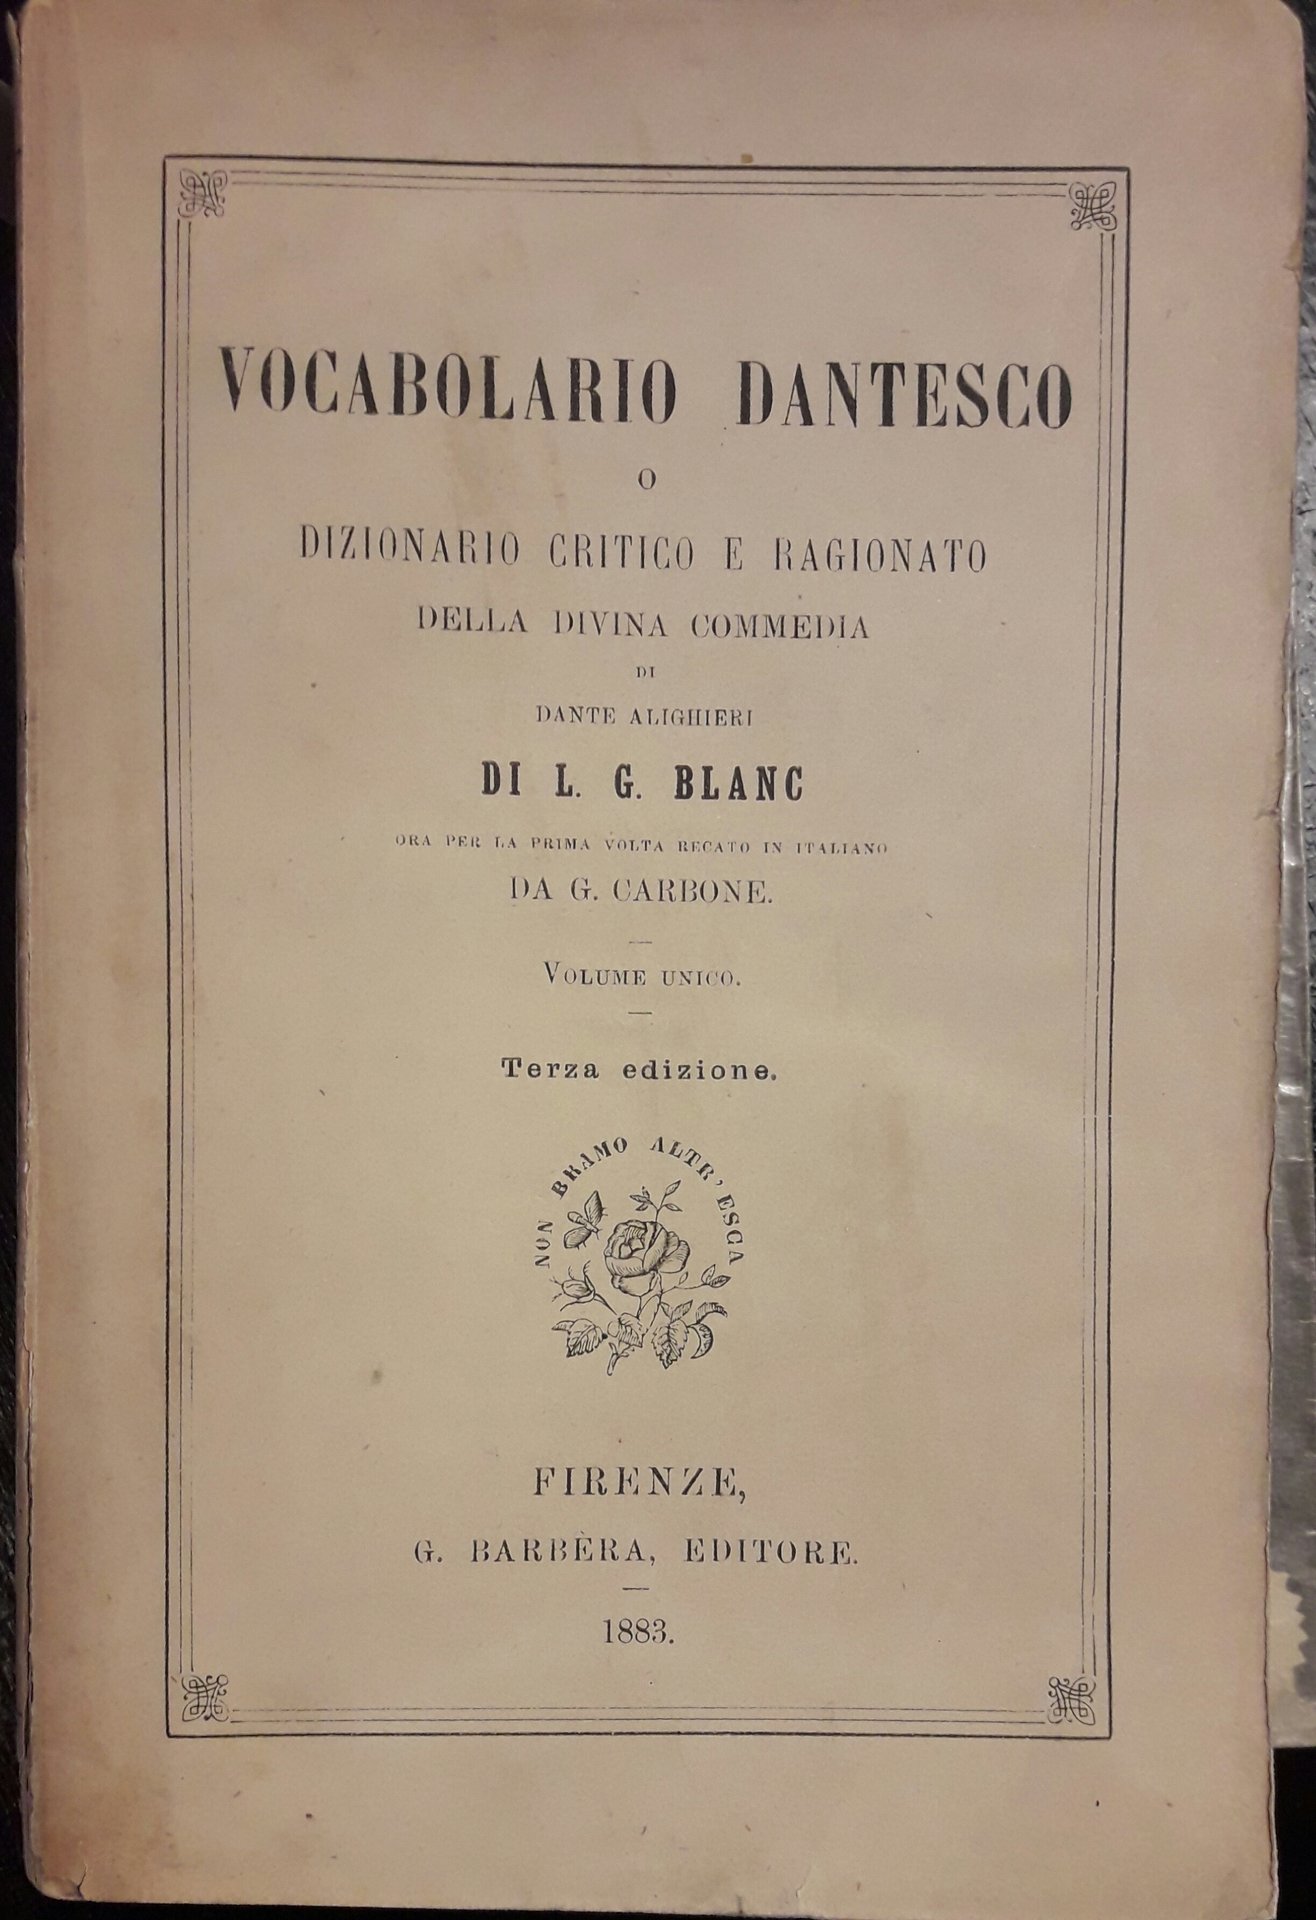 VOCABOLARIO DANTESCO
O
DIZIONARIO CRITICO E RAGIONATO
DELLA DIVINA COMMEDIA
DI
DANTE ALIGHIERI
DI L. G. BLANC
ORA PER LA PRIMA VOLTA RECATO IN ITALIANO
DA G. CARBONE.
VOLUME UNICO.
Terza edizione.
NON BRAMO ALTR' ESCA
FIRENZE,
G. BARBÈRA, EDITORE.
1883.